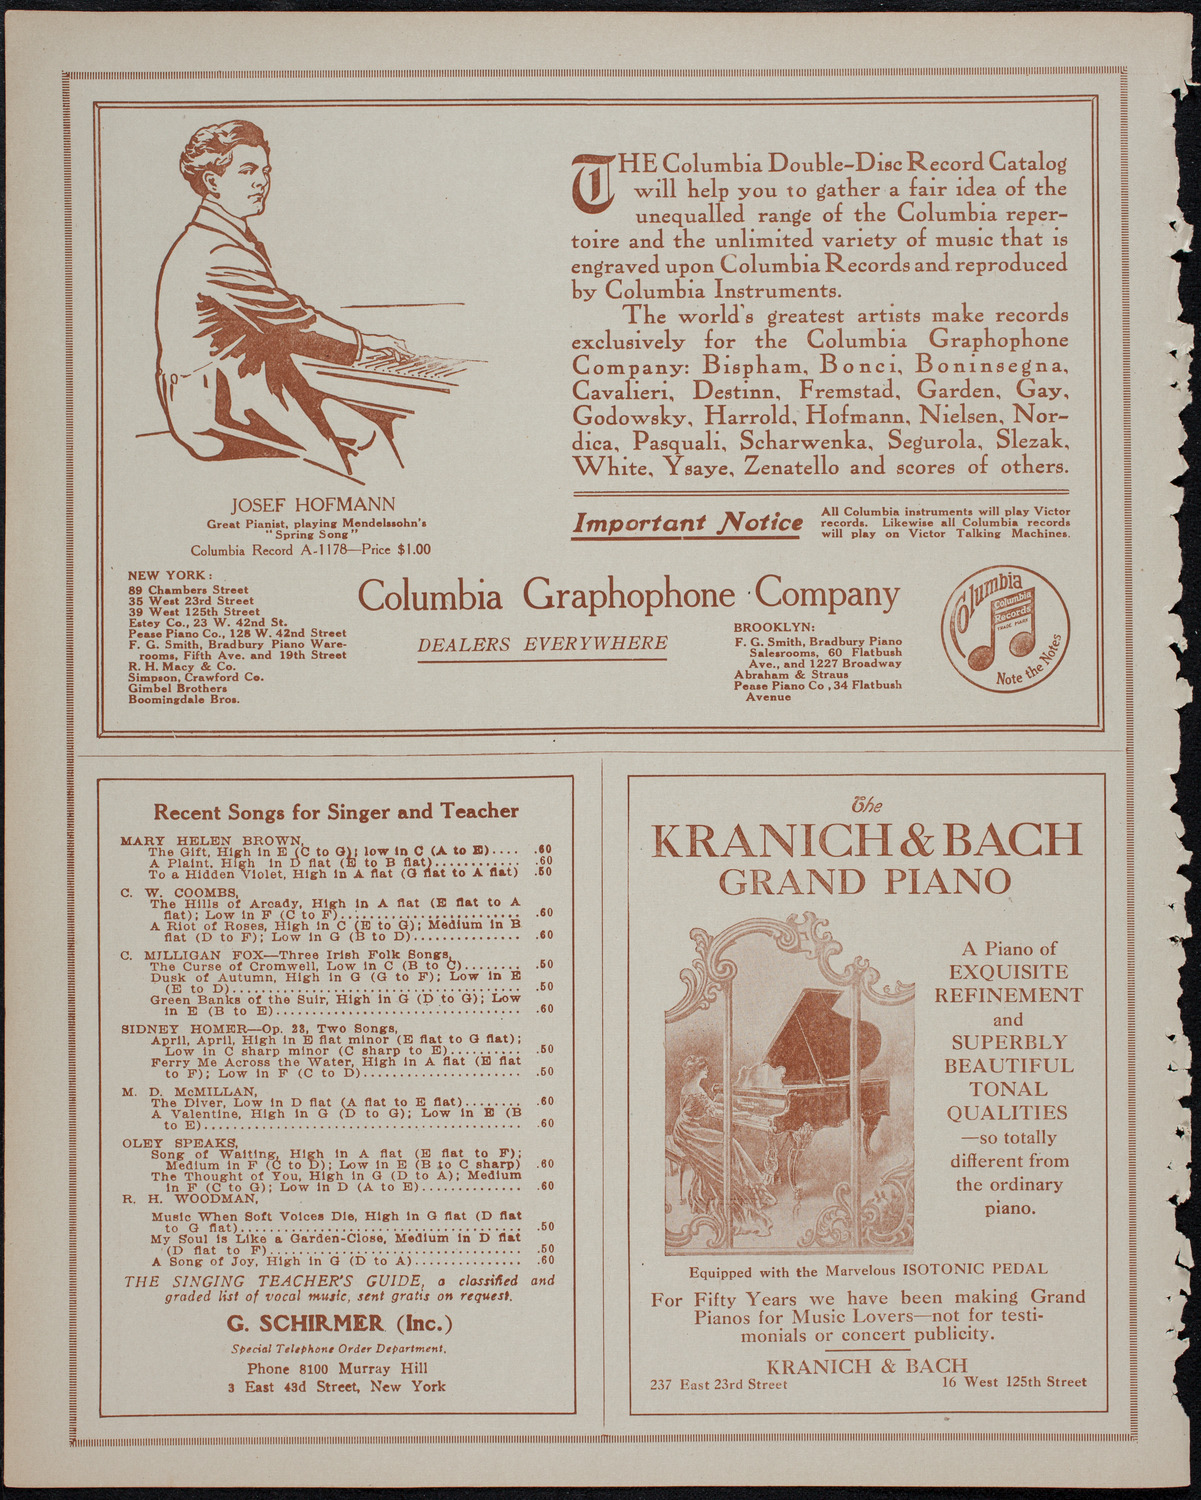 THE Columbia Double-Disc Record Catalog
will help you to gather a fair idea of the
unequalled range of the Columbia reper-
toire and the unlimited variety of music that is
engraved upon Columbia Records and reproduced
by Columbia Instruments.
The world's greatest artists make records
exclusively for the Columbia Graphophone
Company: Bispham, Bonci, Boninsegna,
Cavalieri, Destinn, Fremstad, Garden, Gay,
Godowsky, Harrold, Hofmann, Nielsen, Nor-
dica, Pasquali, Scharwenka, Segurola, Slezak,
White, Ysaye, Zenatello and scores of others.
JOSEF HOFMANN
Great Pianist, playing Mendelssohn's
"Spring Song"
Columbia Record A-1178—Price $1.00
Important Notice
All Columbia instruments will play Victor
records. Likewise all Columbia records
will play on Victor Talking Machines.
NEW YORK:
89 Chambers Street
35 West 23rd Street
39 West 125th Street
Estey Co., 23 W. 42nd St.
Pease Piano Co., 128 W. 42nd Street
F. G. Smith, Bradbury Piano Ware-
rooms, Fifth Ave. and 19th Street
R. H. Macy & Co.
Simpson, Crawford Co.
Gimbel Brothers
Bloomingdale Bros.
Columbia Graphophone Company
DEALERS EVERYWHERE
BROOKLYN:
F. G. Smith, Bradbury Piano
Salesrooms, 60 Flatbush
Ave., and 1227 Broadway
Abraham & Straus
Pease Piano Co., 34 Flatbush
Avenue
Columbia
Columbia
Records
TRADE MARK
Note the Notes
Recent Songs for Singer and Teacher
MARY HELEN BROWN,
The Gift, High in E (C to G); low in C (A to E).... .60
A Plaint, High in D flat (E to B flat)............ .60
To a Hidden Violet, High in A flat (G flat to A flat) .50
C. W. COOMBS,
The Hills of Arcady, High in A flat (E flat to A
flat); Low in F (C to F)......................... .60
A Riot of Roses, High in C (E to G); Medium in B
flat (D to F); Low in G (B to D)............... .60
C. MILLIGAN FOX—Three Irish Folk Songs,
The Curse of Cromwell, Low in C (B to C)........ .50
Dusk of Autumn, High in G (G to F); Low in E
(E to D)........................................ .50
Green Banks of the Suir, High in G (D to G); Low
in E (B to E).................................. .60
SIDNEY HOMER—Op. 28, Two Songs,
April, April, High in E flat minor (E flat to G flat);
Low in C sharp minor (C sharp to E).......... .50
Ferry Me Across the Water, High in A flat (E flat
to F); Low in F (C to D)...................... .50
M. D. McMILLAN,
The Diver, Low in D flat (A flat to E flat)........ .60
A Valentine, High in G (D to G); Low in E (B
to E)............................................ .60
OLEY SPEAKS,
Song of Waiting, High in A flat (E flat to F);
Medium in F (C to D); Low in E (B to C sharp) .60
The Thought of You, High in G (D to A); Medium
in F (C to G); Low in D (A to E).............. .60
R. H. WOODMAN,
Music When Soft Voices Die, High in G flat (D flat
to G flat)....................................... .50
My Soul is Like a Garden-Close, Medium in D flat
(D flat to F)................................... .50
A Song of Joy, High in G (D to A)............... .60
THE SINGING TEACHER'S GUIDE, a classified and
graded list of vocal music, sent gratis on request.
G. SCHIRMER (Inc.)
Special Telephone Order Department,
Phone 8100 Murray Hill
3 East 43d Street, New York
The
KRANICH & BACH
GRAND PIANO
A Piano of
EXQUISITE
REFINEMENT
and
SUPERBLY
BEAUTIFUL
TONAL
QUALITIES
—so totally
different from
the ordinary
piano.
Equipped with the Marvelous ISOTONIC PEDAL
For Fifty Years we have been making Grand
Pianos for Music Lovers—not for testi-
monials or concert publicity.
KRANICH & BACH
237 East 23rd Street 16 West 125th Street